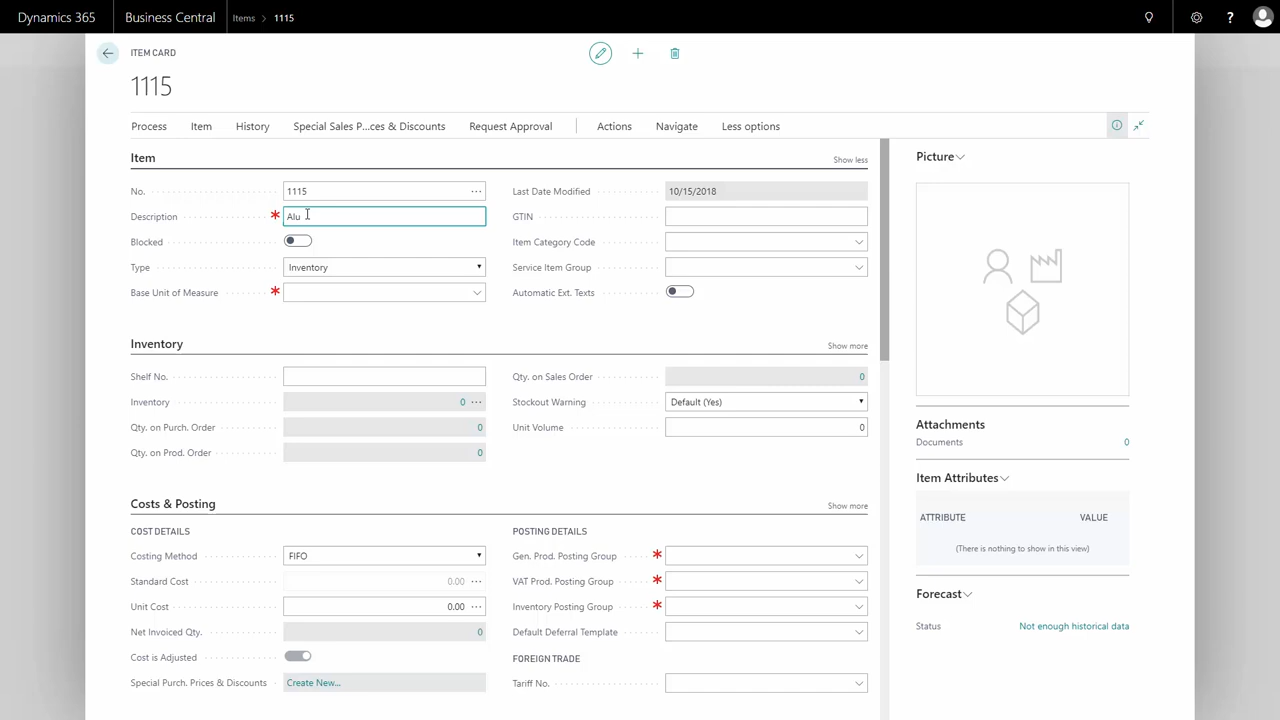 Dynamics 365 Business Central Items > 1115 ?
ITEM CARD
1115
Process Item History Special Sales P...ces & Discounts Request Approval Actions Navigate Less options
Item Show less
No. 1115 ...
Description * Alu
Blocked
Type Inventory
Base Unit of Measure *
Last Date Modified 10/15/2018
GTIN
Item Category Code
Service Item Group
Automatic Ext. Texts
Inventory Show more
Shelf No.
Inventory 0 ...
Qty. on Purch. Order 0
Qty. on Prod. Order 0
Qty. on Sales Order 0
Stockout Warning Default (Yes)
Unit Volume 0
Costs & Posting Show more
COST DETAILS
Costing Method FIFO
Standard Cost 0.00 ...
Unit Cost 0.00 ...
Net Invoiced Qty. 0
Cost is Adjusted
Special Purch. Prices & Discounts Create New...
POSTING DETAILS
Gen. Prod. Posting Group *
VAT Prod. Posting Group *
Inventory Posting Group *
Default Deferral Template
FOREIGN TRADE
Tariff No.
Picture
Attachments
Documents 0
Item Attributes
ATTRIBUTE VALUE
(There is nothing to show in this view)
Forecast
Status Not enough historical data